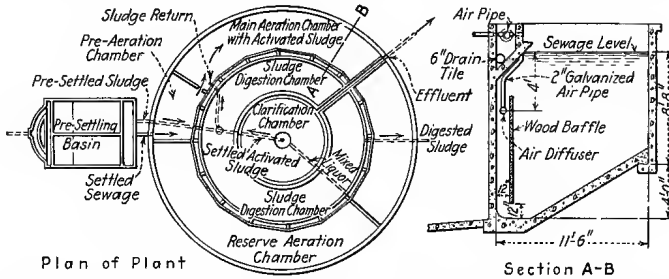 Sludge Return
Pre-Aeration
Chamber
Pre-Settled Sludge
Pre-Settling
Basin
Settled
Sewage
Main Aeration Chamber
with Activated Sludge
Sludge
Digestion Chamber
Clarification
Chamber
A
B
Settled Activated
Sludge
Mixed
Liquor
Sludge
Digestion Chamber
Reserve Aeration
Chamber
Effluent
Digested
Sludge
Plan of Plant
Air Pipe
Sewage Level
6" Drain
Tile
4'
2" Galvanized
Air Pipe
Wood Baffle
Air Diffuser
12"
11'-6"
Section A-B